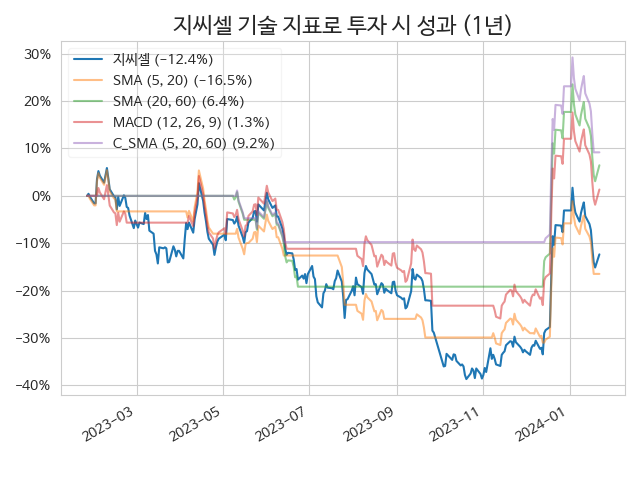 지씨셀 기술 지표로 투자 시 성과 (1년)
30%
20%
10%
0%
−10%
−20%
−30%
−40%
지씨셀 (−12.4%)
SMA (5, 20) (−16.5%)
SMA (20, 60) (6.4%)
MACD (12, 26, 9) (1.3%)
C_SMA (5, 20, 60) (9.2%)
2023−03
2023−05
2023−07
2023−09
2023−11
2024−01